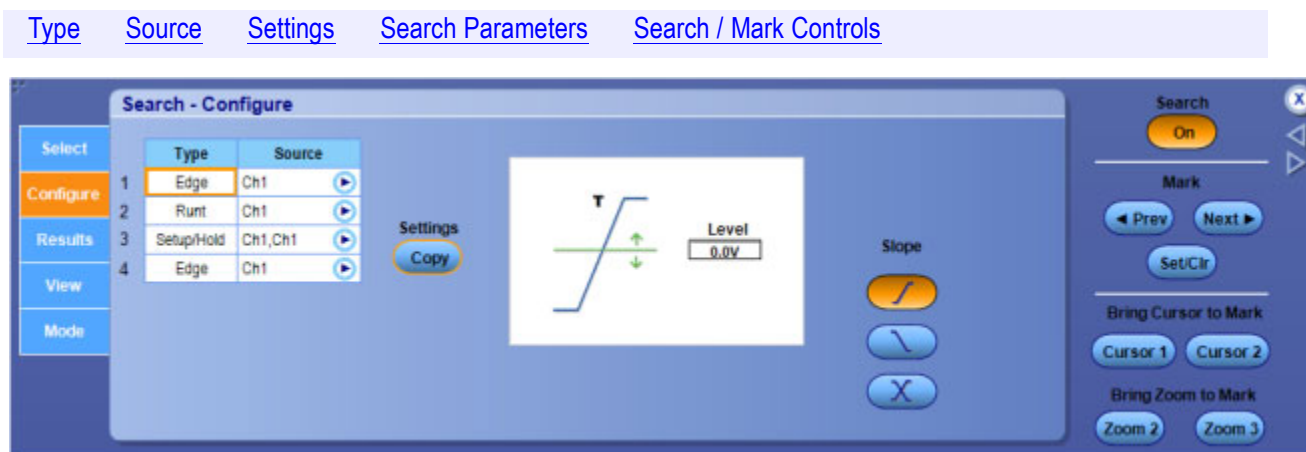 Type Source Settings Search Parameters Search / Mark Controls
Search - Configure
Select
Configure
Results
View
Mode
Type Source
1 Edge Ch1
2 Runt Ch1
3 Setup/Hold Ch1,Ch1
4 Edge Ch1
Settings
Copy
T
Level
0.0V
Slope
Search
On
Mark
Prev Next
Set/Clr
Bring Cursor to Mark
Cursor 1 Cursor 2
Bring Zoom to Mark
Zoom 2 Zoom 3
X